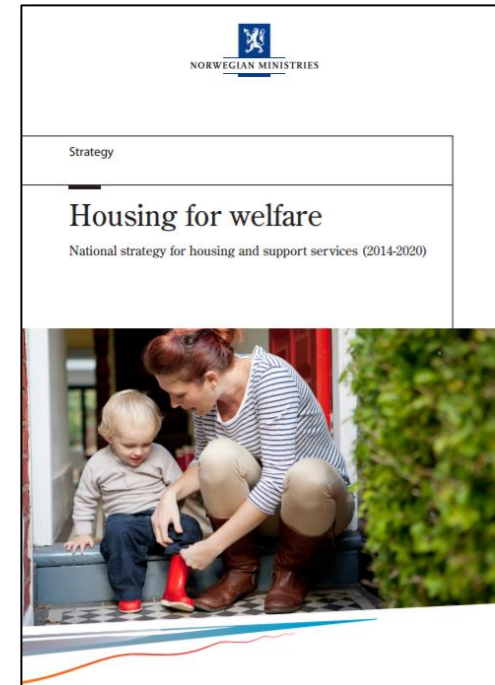 NORWEGIAN MINISTRIES
Strategy
Housing for welfare
National strategy for housing and support services (2014-2020)